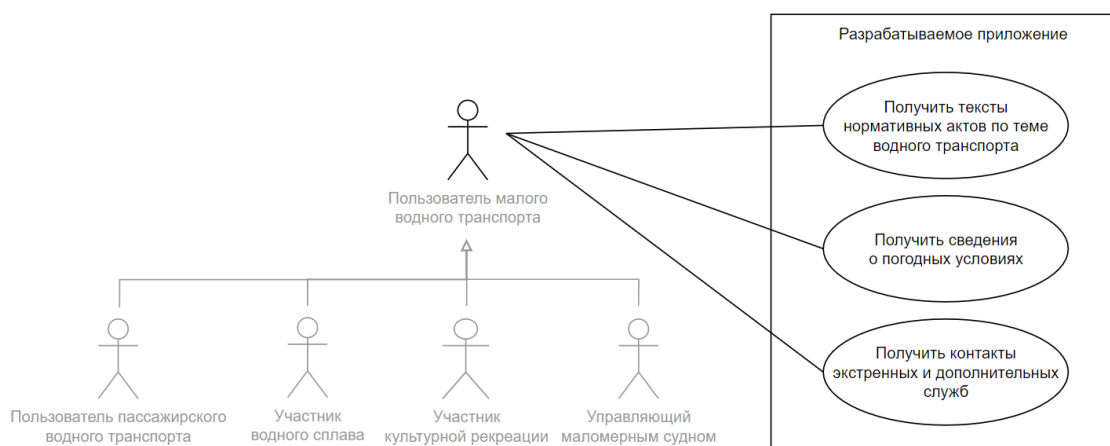 Разрабатываемое приложение
Получить тексты
нормативных актов по теме
водного транспорта
Пользователь малого
водного транспорта
Получить сведения
о погодных условиях
Получить контакты
экстренных и дополнительных
служб
Пользователь пассажирского
водного транспорта
Участник
водного сплава
Участник
культурной рекреации
Управляющий
маломерным судном